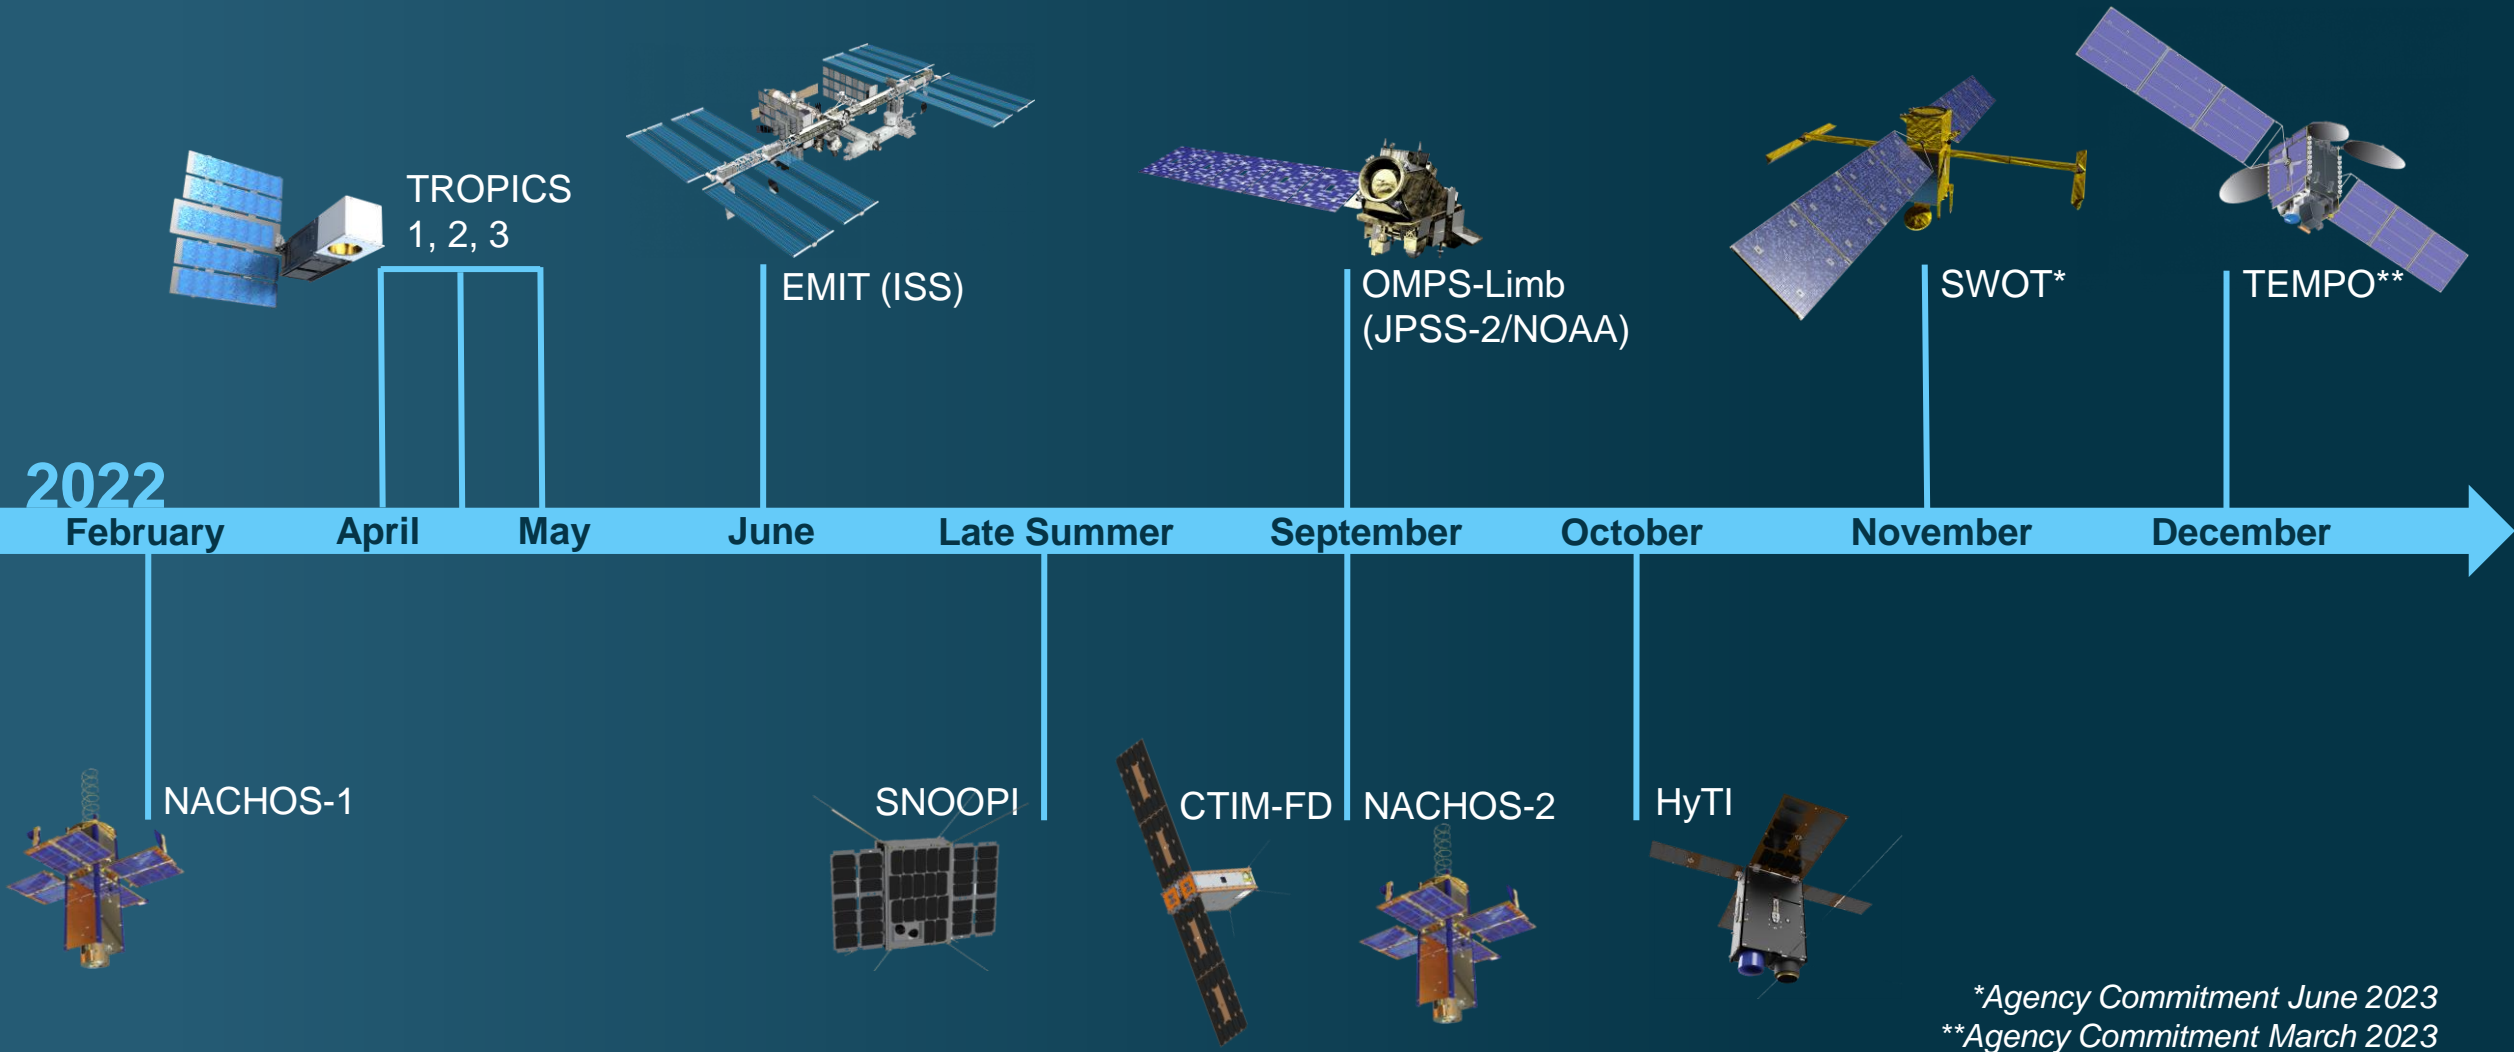 TROPICS
1, 2, 3
EMIT (ISS)
OMPS-Limb
(JPSS-2/NOAA)
SWOT*
TEMPO**
2022
February
April
May
June
Late Summer
September
October
November
December
NACHOS-1
SNOOPI
CTIM-FD
NACHOS-2
HyTI
*Agency Commitment June 2023
**Agency Commitment March 2023